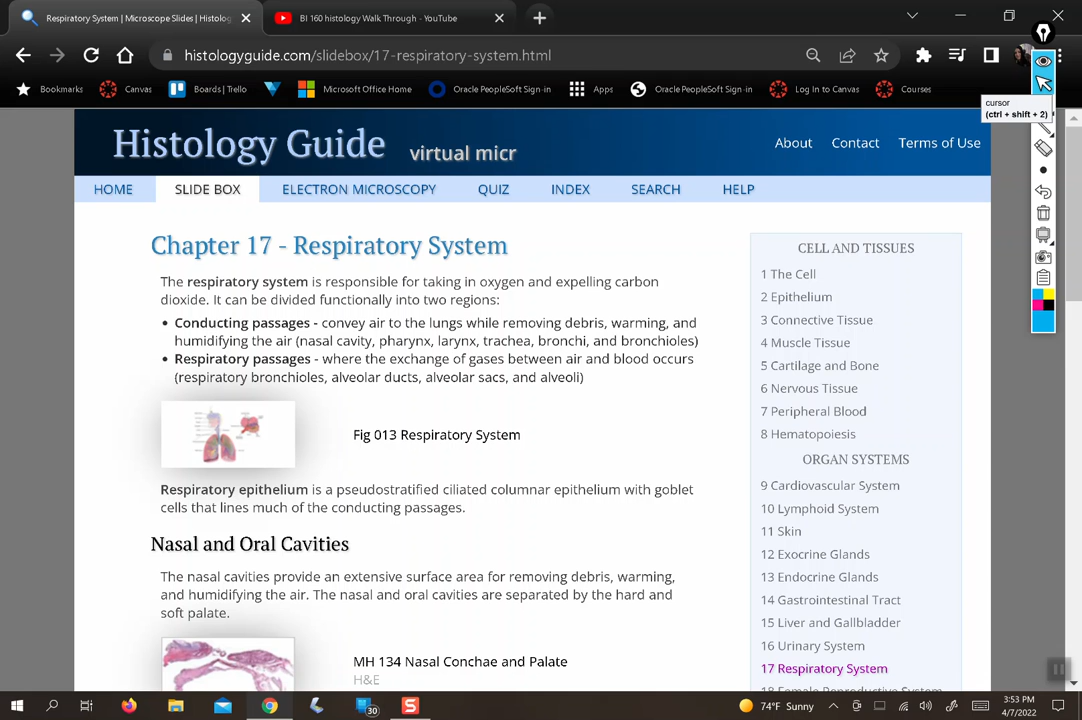 Respiratory System | Microscope Slides | Histolog
BI 160 histology Walk Through - YouTube
histologyguide.com/slidebox/17-respiratory-system.html
Bookmarks
Canvas
Boards | Trello
Microsoft Office Home
Oracle PeopleSoft Sign-in
Apps
Oracle PeopleSoft Sign-in
Log In to Canvas
Courses
cursor
(ctrl + shift + 2)
Histology Guide virtual micr
About Contact Terms of Use
HOME SLIDE BOX ELECTRON MICROSCOPY QUIZ INDEX SEARCH HELP
Chapter 17 - Respiratory System
The respiratory system is responsible for taking in oxygen and expelling carbon
dioxide. It can be divided functionally into two regions:
• Conducting passages - convey air to the lungs while removing debris, warming, and
humidifying the air (nasal cavity, pharynx, larynx, trachea, bronchi, and bronchioles)
• Respiratory passages - where the exchange of gases between air and blood occurs
(respiratory bronchioles, alveolar ducts, alveolar sacs, and alveoli)
Fig 013 Respiratory System
Respiratory epithelium is a pseudostratified ciliated columnar epithelium with goblet
cells that lines much of the conducting passages.
Nasal and Oral Cavities
The nasal cavities provide an extensive surface area for removing debris, warming,
and humidifying the air. The nasal and oral cavities are separated by the hard and
soft palate.
MH 134 Nasal Conchae and Palate
H&E
CELL AND TISSUES
1 The Cell
2 Epithelium
3 Connective Tissue
4 Muscle Tissue
5 Cartilage and Bone
6 Nervous Tissue
7 Peripheral Blood
8 Hematopoiesis
ORGAN SYSTEMS
9 Cardiovascular System
10 Lymphoid System
11 Skin
12 Exocrine Glands
13 Endocrine Glands
14 Gastrointestinal Tract
15 Liver and Gallbladder
16 Urinary System
17 Respiratory System
18 Female Reproductive System
30
74°F Sunny
3:53 PM
4/7/2022